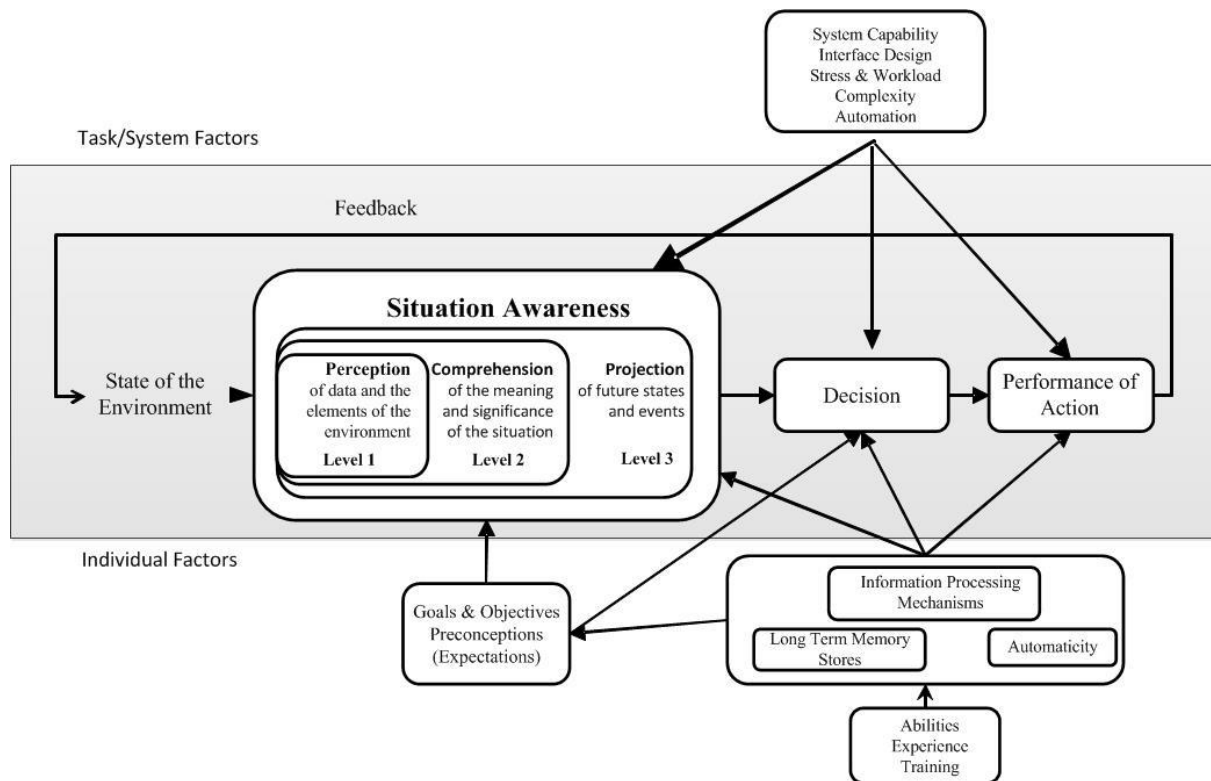 System Capability
Interface Design
Stress & Workload
Complexity
Automation
Task/System Factors
Feedback
Situation Awareness
State of the
Environment
Perception
of data and the
elements of the
environment
Level 1
Comprehension
of the meaning
and significance
of the situation
Level 2
Projection
of future states
and events
Level 3
Decision
Performance of
Action
Individual Factors
Goals & Objectives
Preconceptions
(Expectations)
Information Processing
Mechanisms
Long Term Memory
Stores
Automaticity
Abilities
Experience
Training